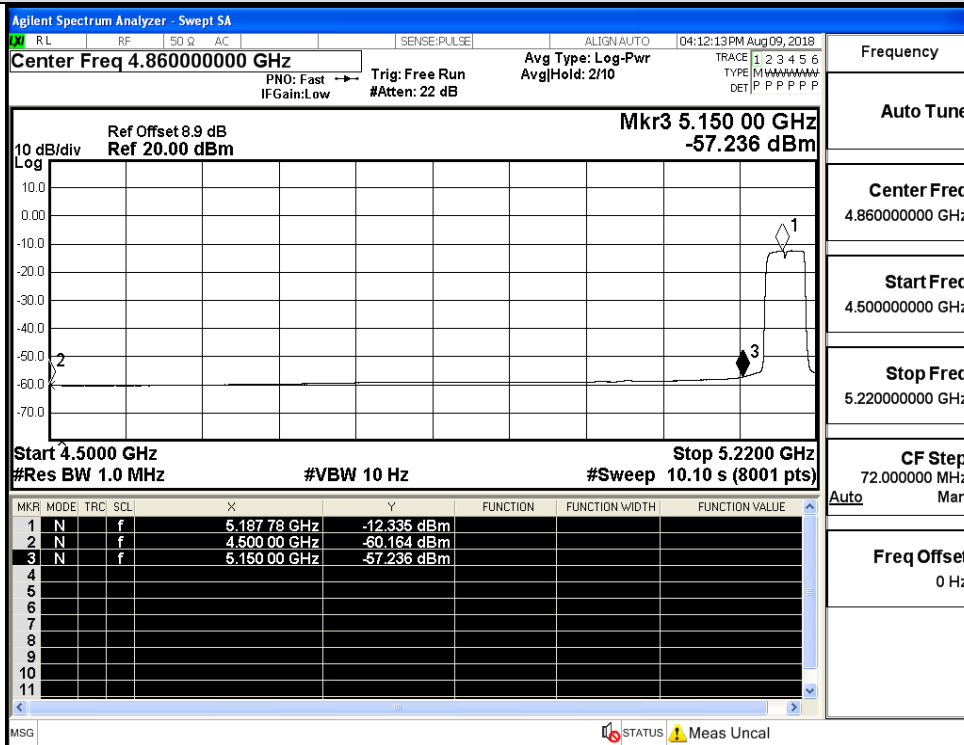 Agilent Spectrum Analyzer - Swept SA
LXI RL RF 50 Ω AC SENSE:PULSE ALIGN AUTO 04:12:13 PM Aug 09, 2018
Center Freq 4.860000000 GHz
PNO: Fast
IFGain:Low
Trig: Free Run
#Atten: 22 dB
Avg Type: Log-Pwr
Avg|Hold: 2/10
TRACE 1 2 3 4 5 6
TYPE M WWWWW
DET P P P P P P
Mkr3 5.150 00 GHz
-57.236 dBm
Ref Offset 8.9 dB
10 dB/div Ref 20.00 dBm
Log
10.0
0.00
-10.0
-20.0
-30.0
-40.0
-50.0
-60.0
-70.0
1
2
3
Start 4.5000 GHz Stop 5.2200 GHz
#Res BW 1.0 MHz #VBW 10 Hz #Sweep 10.10 s (8001 pts)
MKR MODE TRC SCL X Y FUNCTION FUNCTION WIDTH FUNCTION VALUE
1 N f 5.187 78 GHz -12.335 dBm
2 N f 4.500 00 GHz -60.164 dBm
3 N f 5.150 00 GHz -57.236 dBm
4
5
6
7
8
9
10
11
MSG STATUS Meas Uncal
Frequency
Auto Tune
Center Freq
4.860000000 GHz
Start Freq
4.500000000 GHz
Stop Freq
5.220000000 GHz
CF Step
72.000000 MHz
Auto Man
Freq Offset
0 Hz